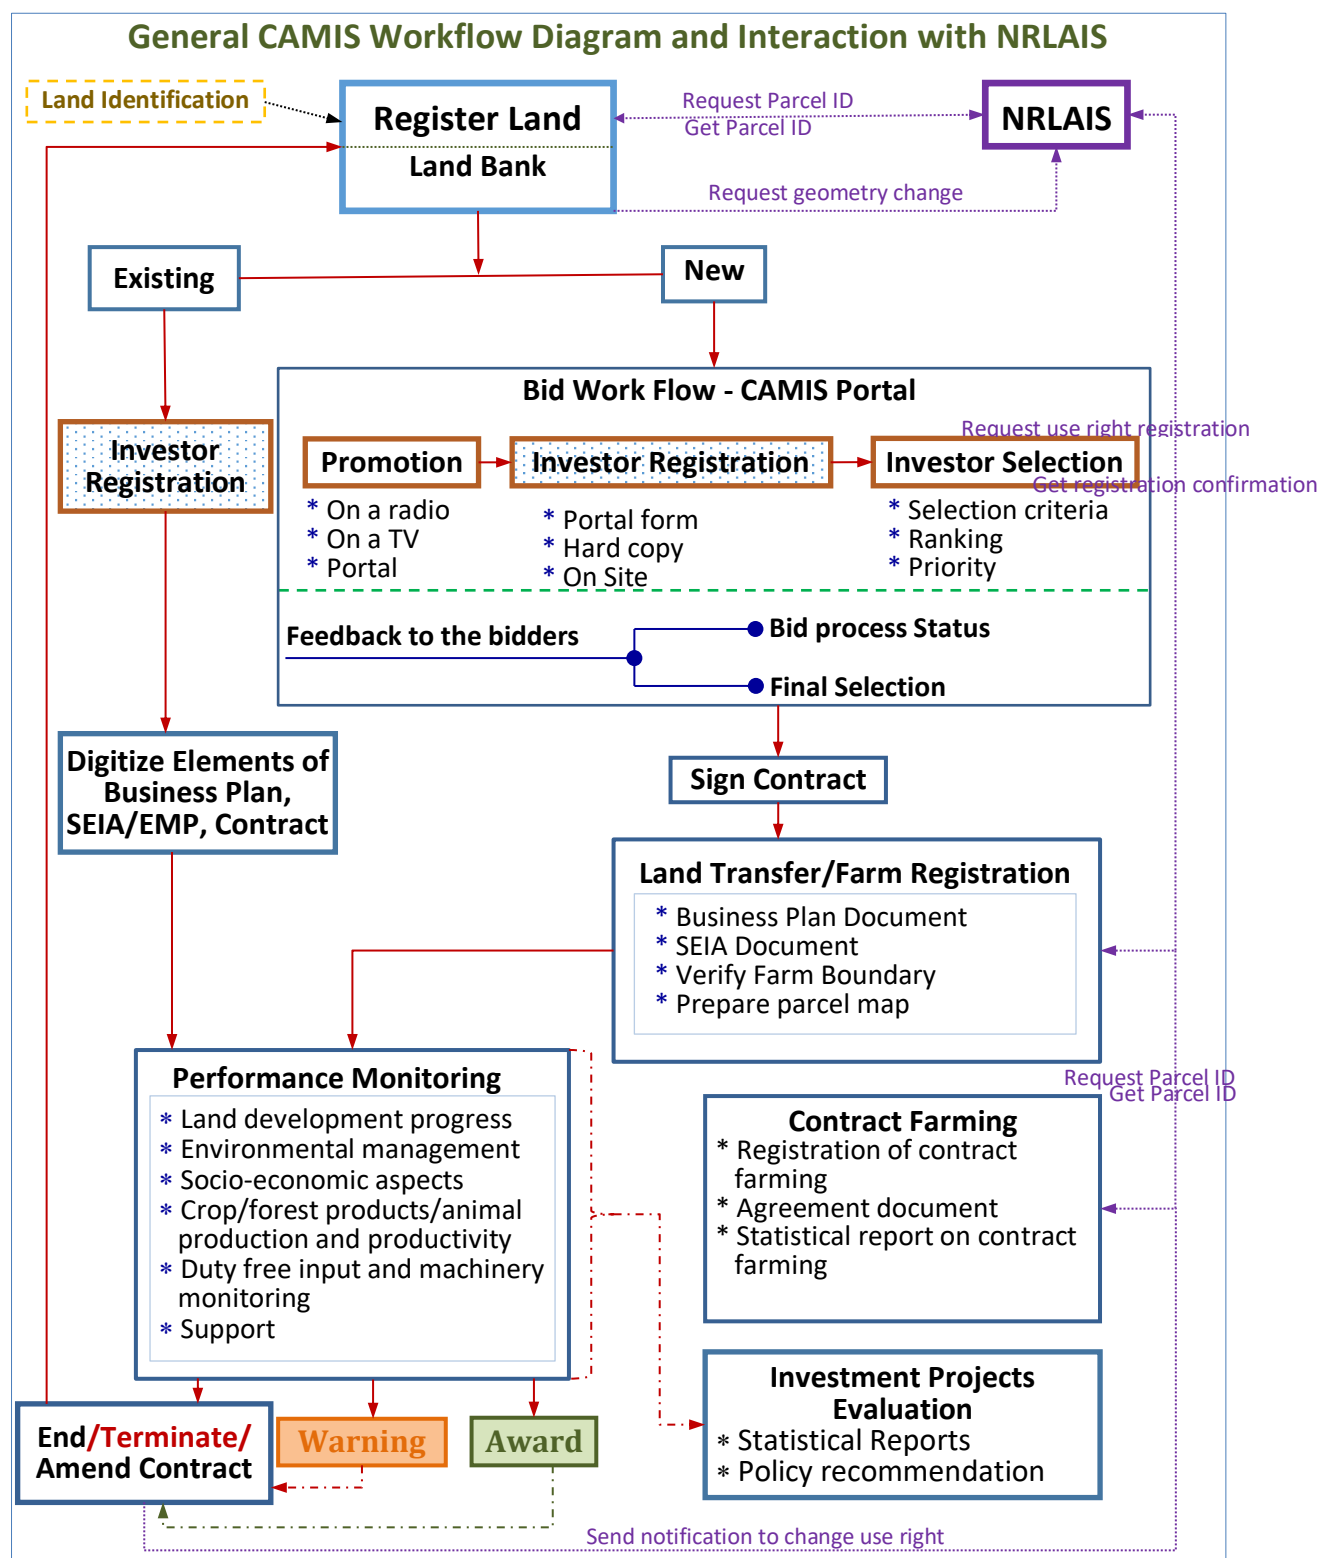 General CAMIS Workflow Diagram and Interaction with NRLAIS
Land Identification
Register Land
Land Bank
Request Parcel ID
Get Parcel ID
NRLAIS
Request geometry change
Existing
New
Bid Work Flow - CAMIS Portal
Investor
Registration
Request use right registration
Promotion
Investor Registration
Investor Selection
Get registration confirmation
* On a radio
* On a TV
* Portal
* Portal form
* Hard copy
* On Site
* Selection criteria
* Ranking
* Priority
Feedback to the bidders
Bid process Status
Final Selection
Digitize Elements of
Business Plan,
SEIA/EMP, Contract
Sign Contract
Land Transfer/Farm Registration
* Business Plan Document
* SEIA Document
* Verify Farm Boundary
* Prepare parcel map
Performance Monitoring
* Land development progress
* Environmental management
* Socio-economic aspects
* Crop/forest products/animal
production and productivity
* Duty free input and machinery
monitoring
* Support
Request Parcel ID
Get Parcel ID
Contract Farming
* Registration of contract
farming
* Agreement document
* Statistical report on contract
farming
Investment Projects
Evaluation
* Statistical Reports
* Policy recommendation
End/Terminate/
Amend Contract
Warning
Award
Send notification to change use right